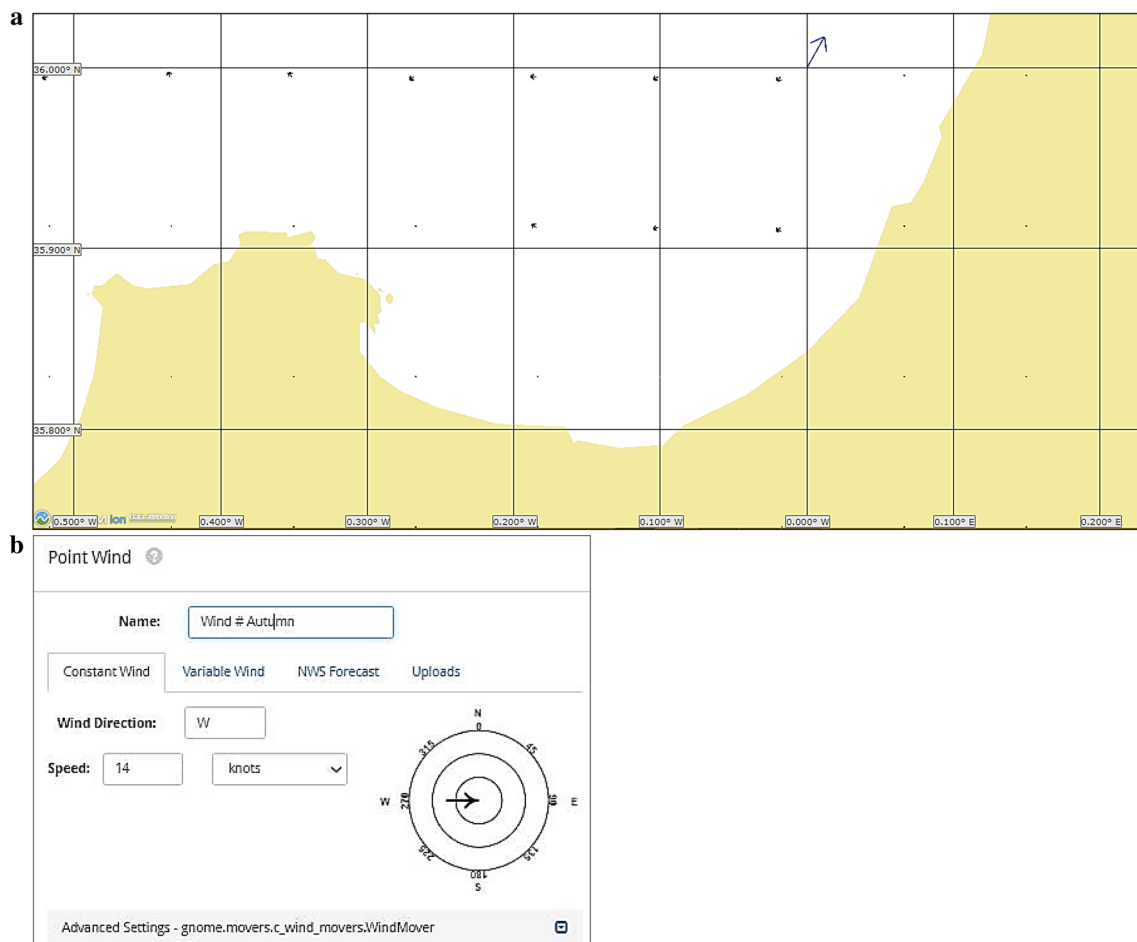 a
36.000° N
35.900° N
35.800° N
ion
0.500° W 0.400° W 0.300° W 0.200° W 0.100° W 0.000° W 0.100° E 0.200° E
b
Point Wind ?
Name: Wind # Autumn
Constant Wind Variable Wind NWS Forecast Uploads
Wind Direction: W
Speed: 14 knots
N
0
315 45
W 270 90 E
225 135
180
S
Advanced Settings - gnome.movers.c_wind_movers.WindMover